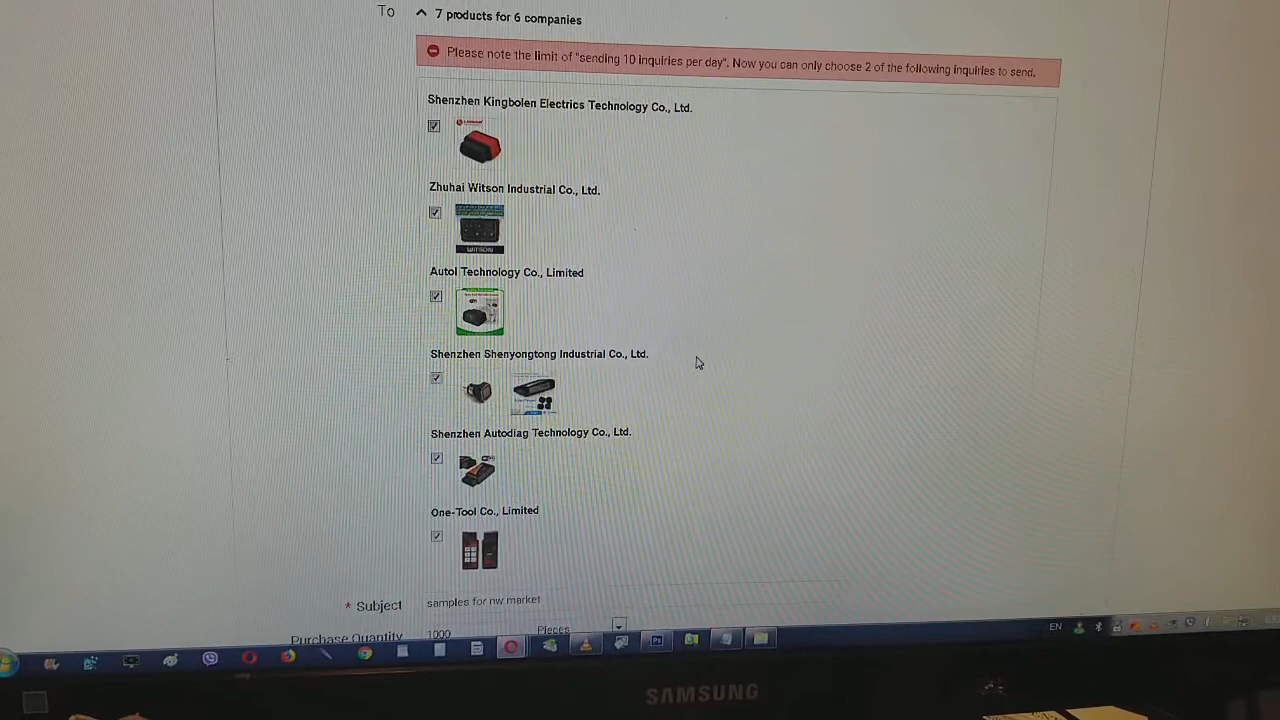 To 7 products for 6 companies
Please note the limit of "sending 10 inquiries per day". Now you can only choose 2 of the following inquiries to send.
Shenzhen Kingbolen Electrics Technology Co., Ltd.
Zhuhai Witson Industrial Co., Ltd.
WITSON
Autol Technology Co., Limited
Shenzhen Shenyongtong Industrial Co., Ltd.
Shenzhen Autodiag Technology Co., Ltd.
One-Tool Co., Limited
* Subject samples for nw market
Purchase Quantity 1000 Pieces
EN
Ps
SAMSUNG